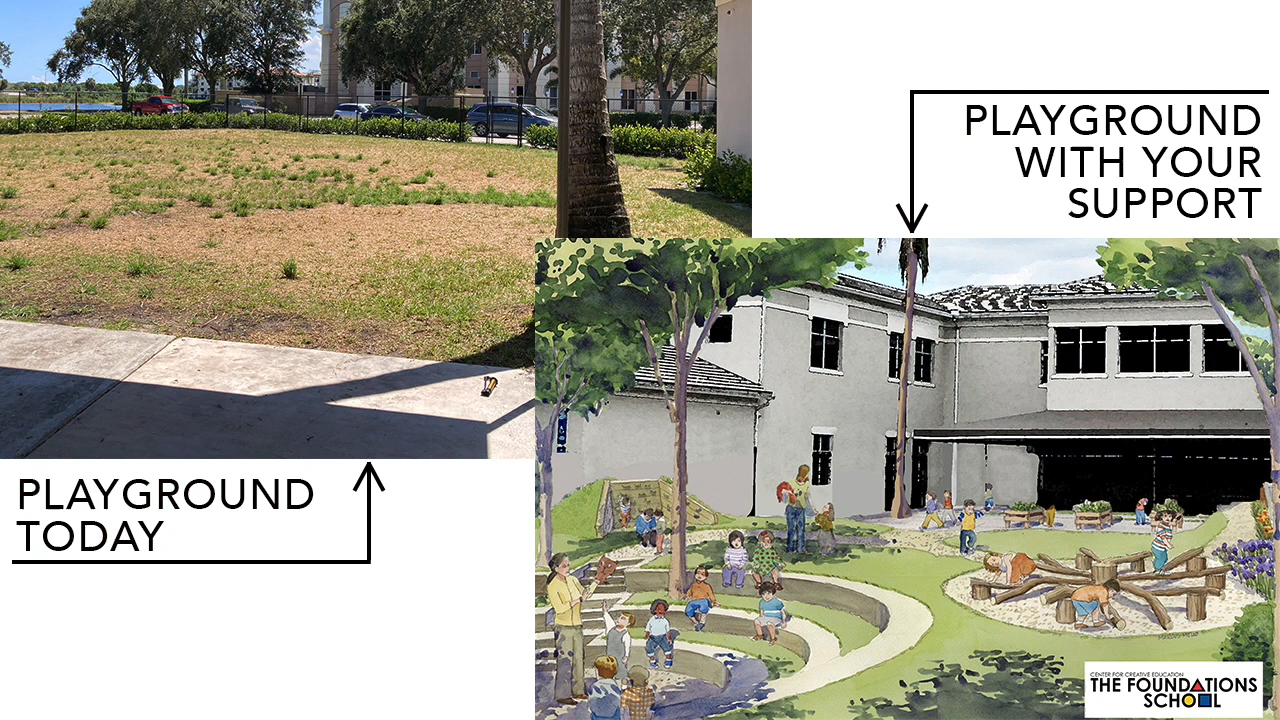 PLAYGROUND
WITH YOUR
SUPPORT
PLAYGROUND
TODAY
CENTER FOR CREATIVE EDUCATION
THE FOUNDATIONS
SCHOOL